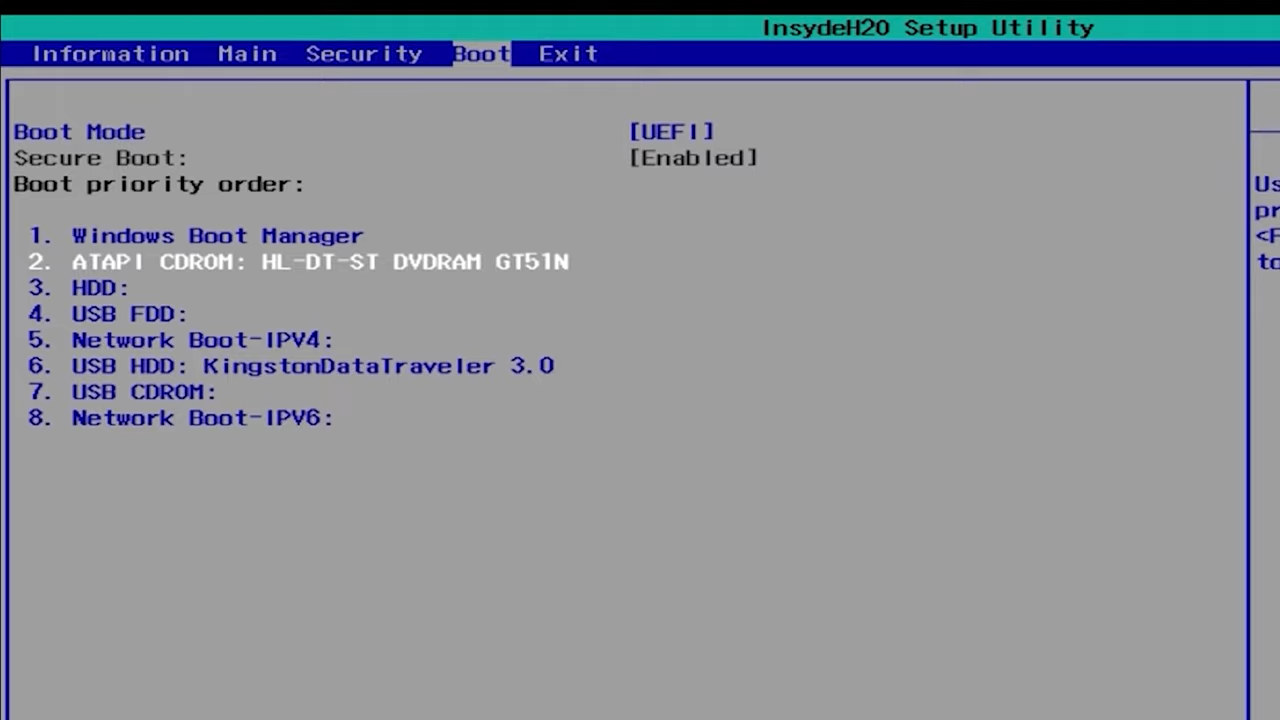 InsydeH20 Setup Utility
Information Main Security Boot Exit
Boot Mode [UEFI]
Secure Boot: [Enabled]
Boot priority order:
1. Windows Boot Manager
2. ATAPI CDROM: HL-DT-ST DVDRAM GT51N
3. HDD:
4. USB FDD:
5. Network Boot-IPV4:
6. USB HDD: KingstonDataTraveler 3.0
7. USB CDROM:
8. Network Boot-IPV6: